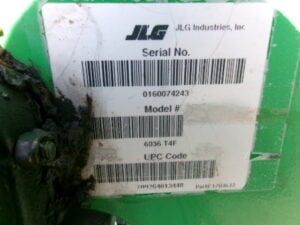 JLG JLG Industries, Inc
Serial No.
0160074243
Model #
6036 T4F
UPC Code